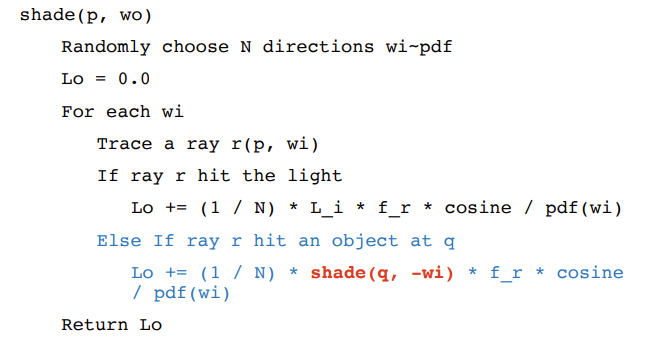 shade(p, wo)
Randomly choose N directions wi~pdf
Lo = 0.0
For each wi
Trace a ray r(p, wi)
If ray r hit the light
Lo += (1 / N) * L_i * f_r * cosine / pdf(wi)
Else If ray r hit an object at q
Lo += (1 / N) * shade(q, -wi) * f_r * cosine
/ pdf(wi)
Return Lo